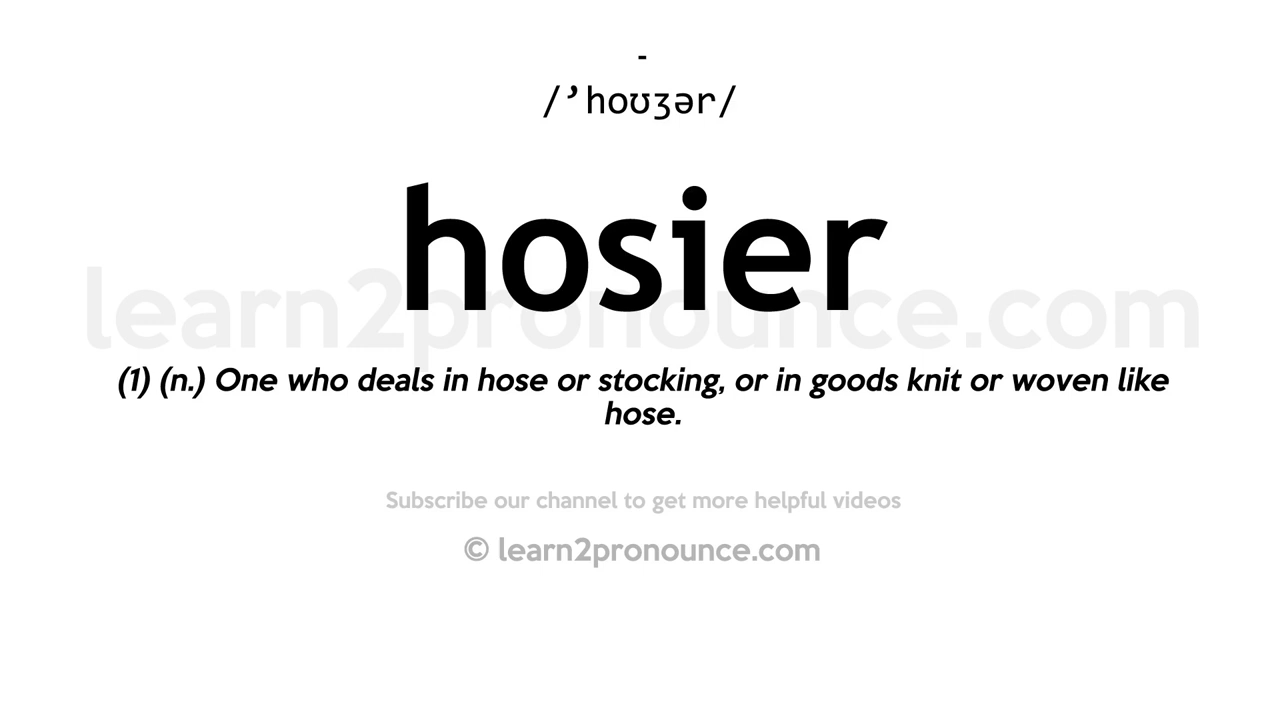 -
/’hoʊʒər/
hosier
learn2pronounce.com
(1) (n.) One who deals in hose or stocking, or in goods knit or woven like
hose.
Subscribe our channel to get more helpful videos
© learn2pronounce.com